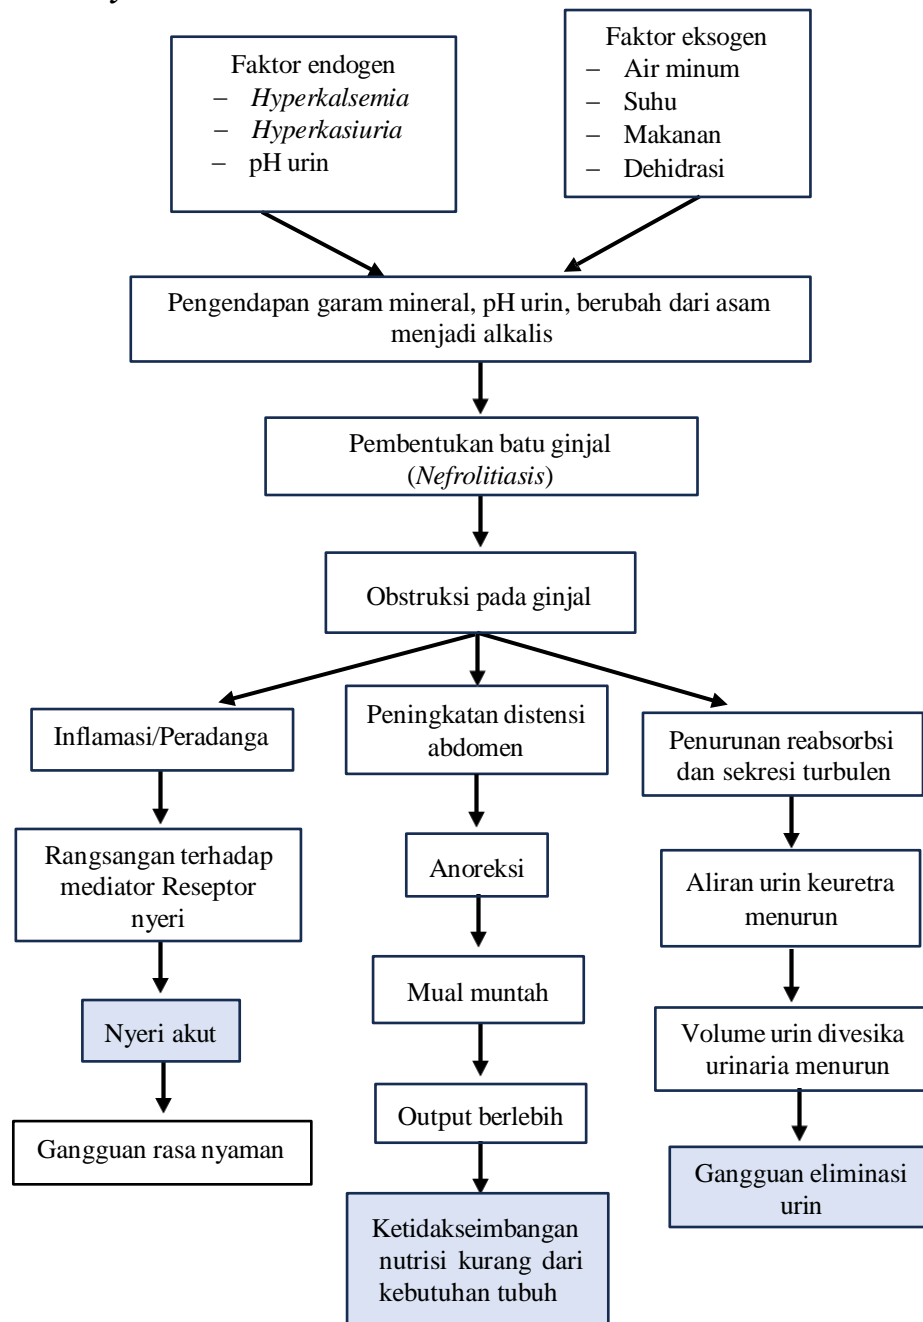 Faktor endogen
– Hyperkalsemia
– Hyperkasiuria
– pH urin
Faktor eksogen
– Air minum
– Suhu
– Makanan
– Dehidrasi
Pengendapan garam mineral, pH urin, berubah dari asam
menjadi alkalis
Pembentukan batu ginjal
(Nefrolitiasis)
Obstruksi pada ginjal
Inflamasi/Peradanga
Rangsangan terhadap
mediator Reseptor
nyeri
Nyeri akut
Gangguan rasa nyaman
Peningkatan distensi
abdomen
Anoreksi
Mual muntah
Output berlebih
Ketidakseimbangan
nutrisi kurang dari
kebutuhan tubuh
Penurunan reabsorbsi
dan sekresi turbulen
Aliran urin keuretra
menurun
Volume urin divesika
urinaria menurun
Gangguan eliminasi
urin